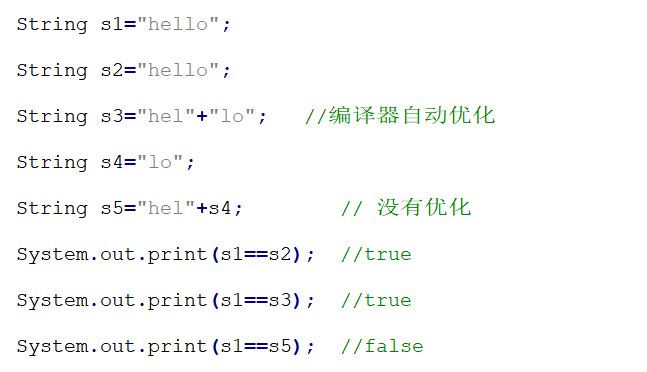 String s1="hello";
String s2="hello";
String s3="hel"+"lo";   //编译器自动优化
String s4="lo";
String s5="hel"+s4;        // 没有优化
System.out.print(s1==s2);  //true
System.out.print(s1==s3);  //true
System.out.print(s1==s5);  //false